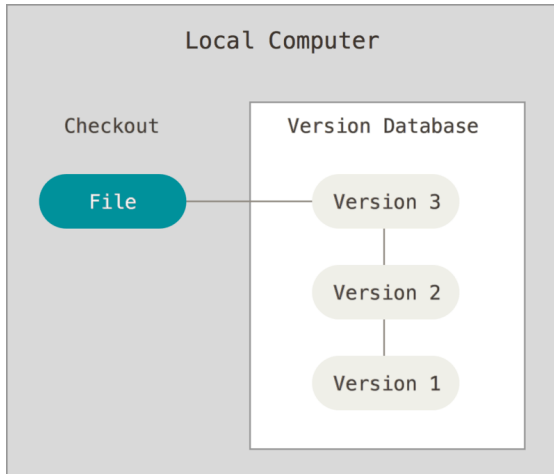 Local Computer
Checkout
Version Database
File
Version 3
Version 2
Version 1